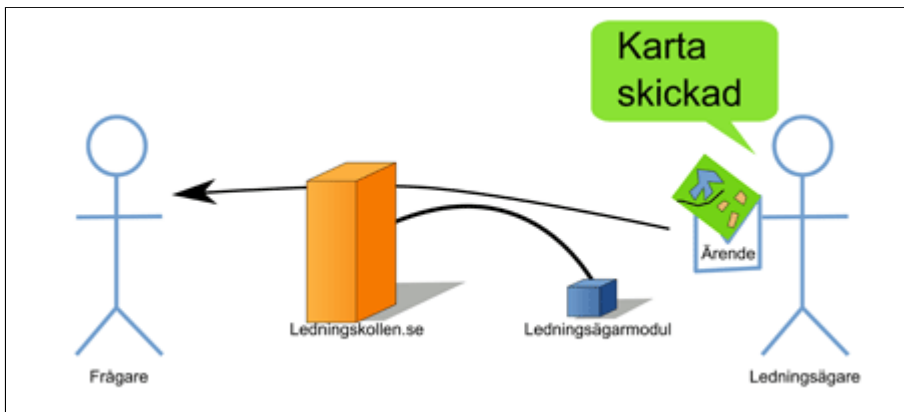 Karta
skickad
Ärende
Ledningskollen.se
Ledningsägarmodul
Frågare
Ledningsägare